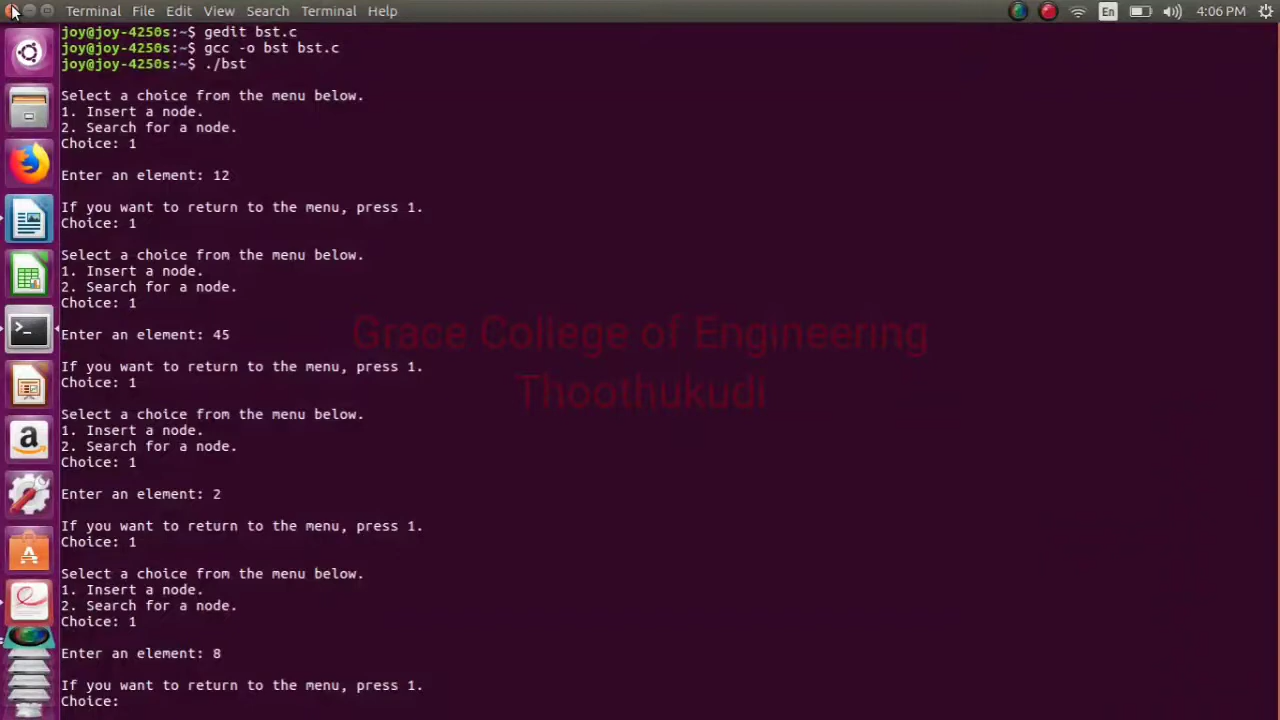 Terminal File Edit View Search Terminal Help En 4:06 PM
joy@joy-4250s:~$ gedit bst.c
joy@joy-4250s:~$ gcc -o bst bst.c
joy@joy-4250s:~$ ./bst
Select a choice from the menu below.
1. Insert a node.
2. Search for a node.
Choice: 1
Enter an element: 12
If you want to return to the menu, press 1.
Choice: 1
Select a choice from the menu below.
1. Insert a node.
2. Search for a node.
Choice: 1
Enter an element: 45
If you want to return to the menu, press 1.
Choice: 1
Select a choice from the menu below.
1. Insert a node.
2. Search for a node.
Choice: 1
Enter an element: 2
If you want to return to the menu, press 1.
Choice: 1
Select a choice from the menu below.
1. Insert a node.
2. Search for a node.
Choice: 1
Enter an element: 8
If you want to return to the menu, press 1.
Choice:
Grace College of Engineering
Thoothukudi